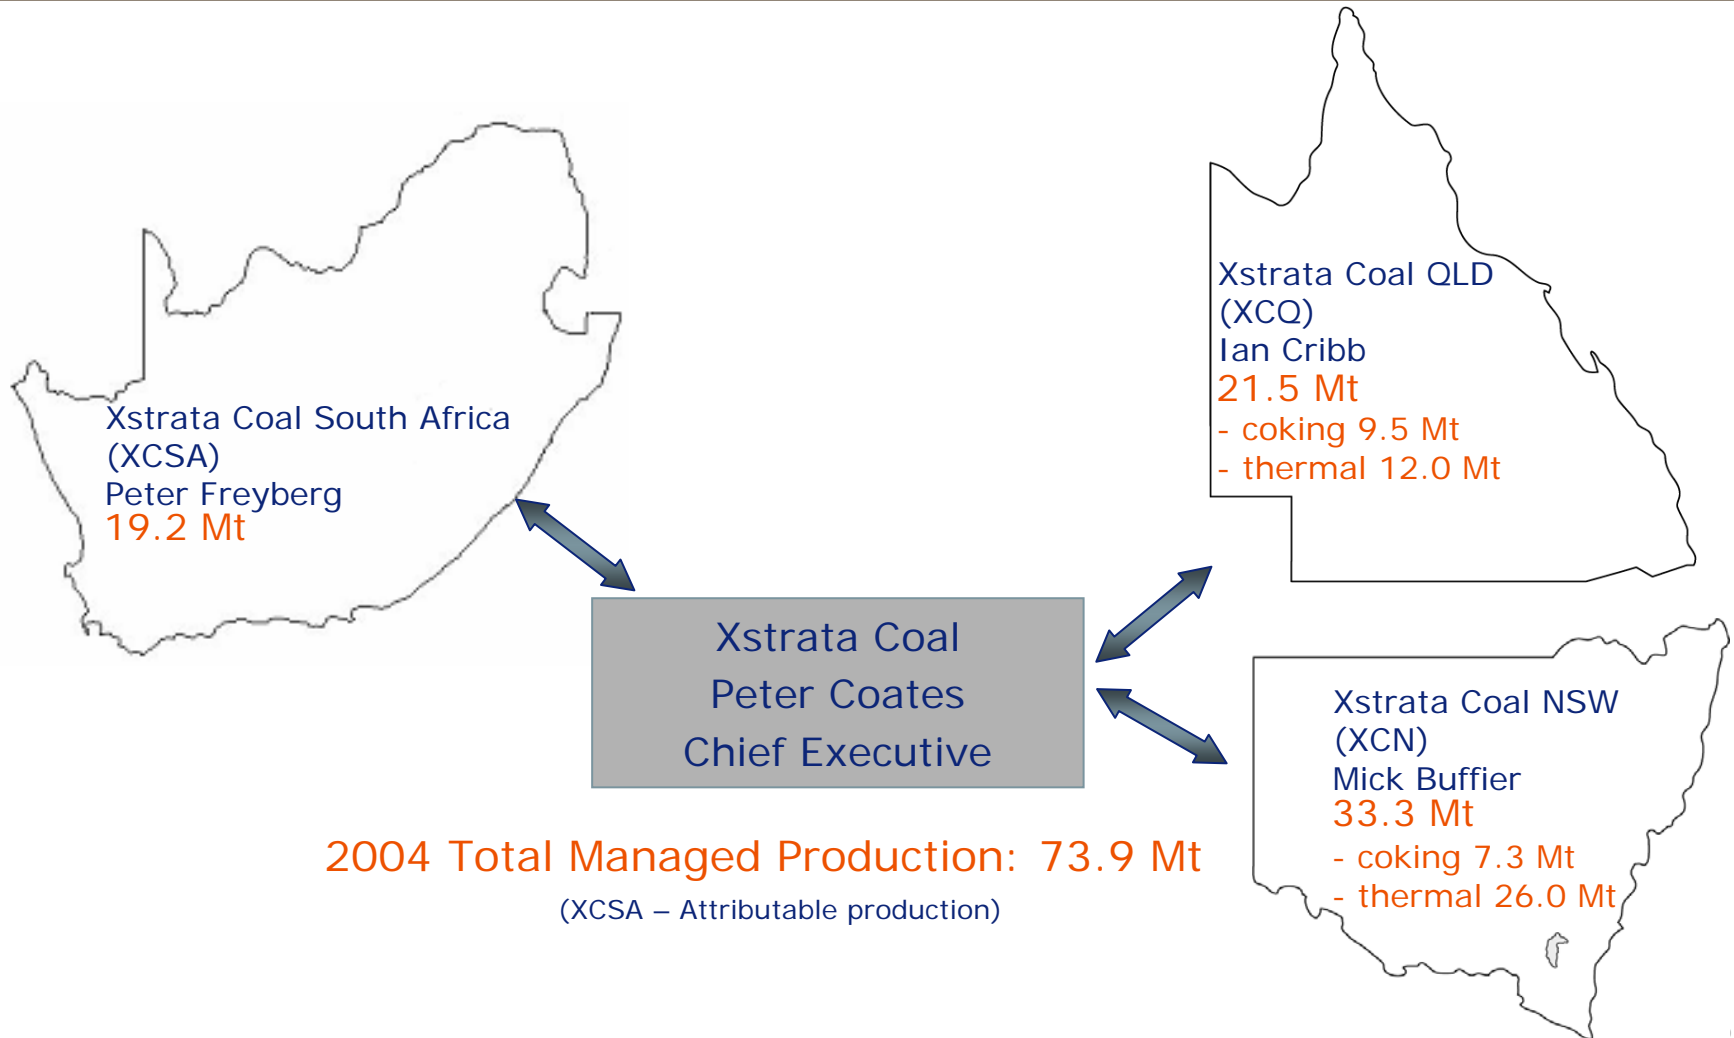 Xstrata Coal South Africa
(XCSA)
Peter Freyberg
19.2 Mt
Xstrata Coal QLD
(XCQ)
Ian Cribb
21.5 Mt
- coking 9.5 Mt
- thermal 12.0 Mt
Xstrata Coal
Peter Coates
Chief Executive
Xstrata Coal NSW
(XCN)
Mick Buffier
33.3 Mt
- coking 7.3 Mt
- thermal 26.0 Mt
2004 Total Managed Production: 73.9 Mt
(XCSA – Attributable production)